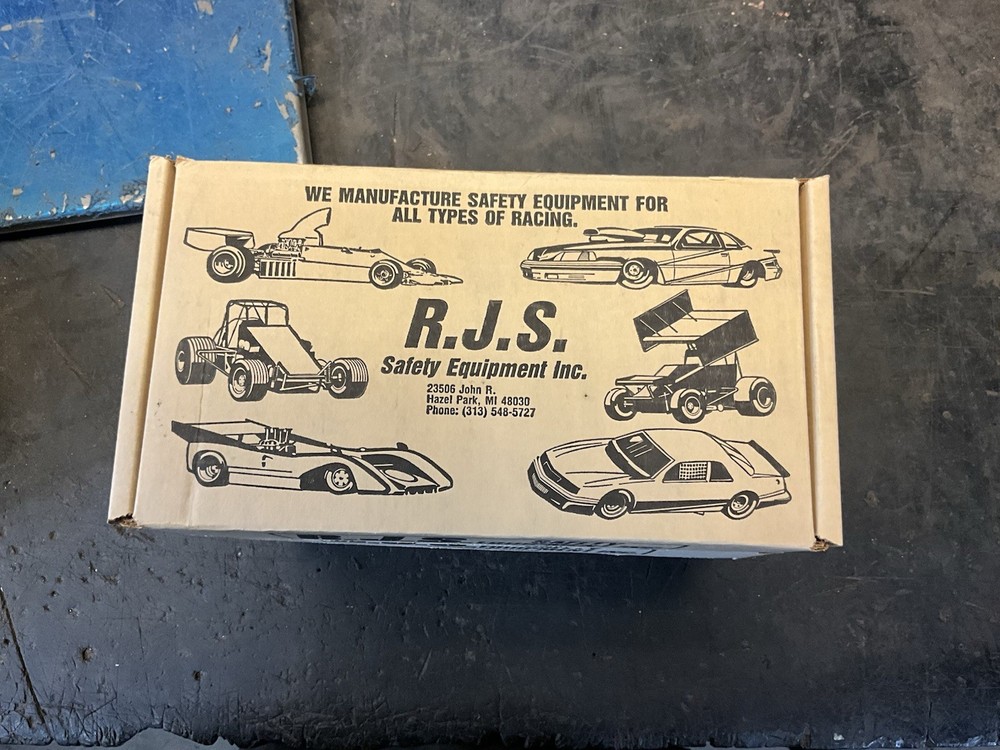 WE MANUFACTURE SAFETY EQUIPMENT FOR
ALL TYPES OF RACING.
R.J.S.
Safety Equipment Inc.
23506 John R.
Hazel Park, MI 48030
Phone: (313) 548-5727